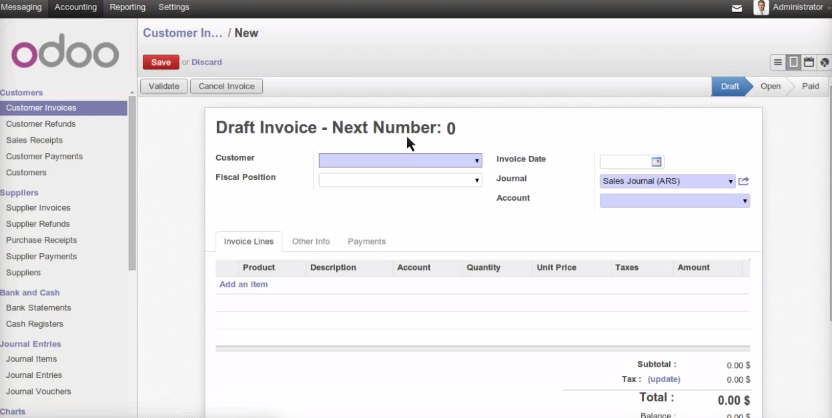 Messaging Accounting Reporting Settings Administrator
odoo
Customers
Customer Invoices
Customer Refunds
Sales Receipts
Customer Payments
Customers
Suppliers
Supplier Invoices
Supplier Refunds
Purchase Receipts
Supplier Payments
Suppliers
Bank and Cash
Bank Statements
Cash Registers
Journal Entries
Journal Items
Journal Entries
Journal Vouchers
Charts
Customer In... / New
Save or Discard
Validate Cancel Invoice Draft Open Paid
Draft Invoice - Next Number: 0
Customer
Fiscal Position
Invoice Date
Journal Sales Journal (ARS)
Account
Invoice Lines Other Info Payments
Product Description Account Quantity Unit Price Taxes Amount
Add an item
Subtotal : 0.00 $
Tax : (update) 0.00 $
Total : 0.00 $
Balance : 0.00 $